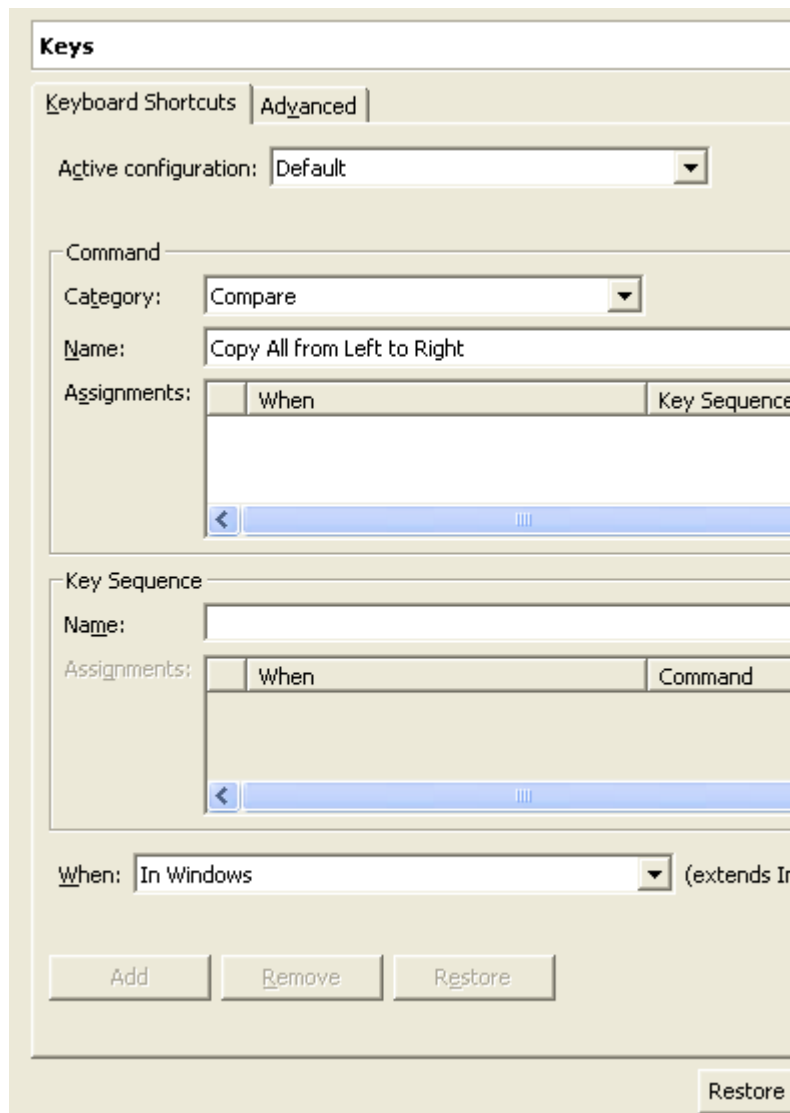 Keys
Keyboard Shortcuts Advanced
Active configuration: Default
Command
Category: Compare
Name: Copy All from Left to Right
Assignments: When Key Sequence
Key Sequence
Name:
Assignments: When Command
When: In Windows (extends In
Add Remove Restore
Restore